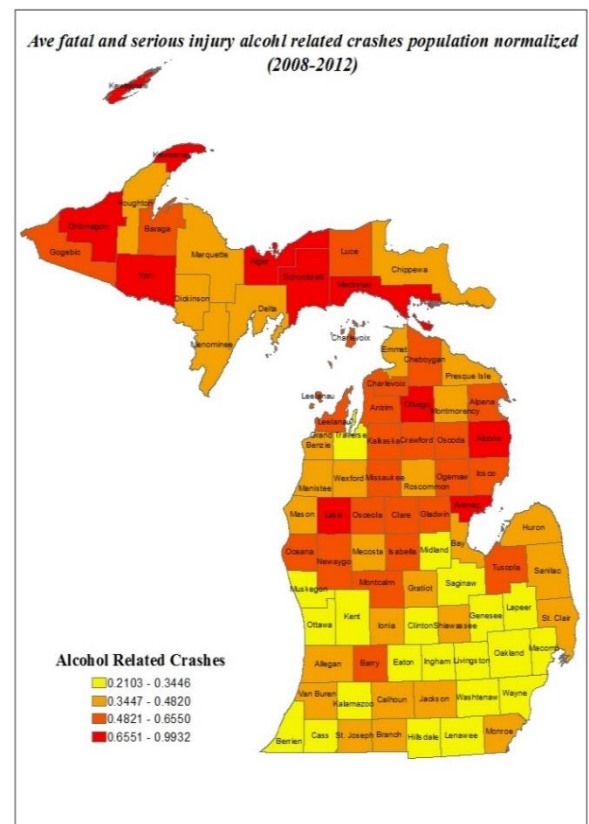 Ave fatal and serious injury alcohl related crashes population normalized
(2008-2012)
Keweenaw
Keweenaw
Houghton
Ontonagon
Baraga
Gogebic
Marquette
Iron
Alger
Luce
Schoolcraft
Chippewa
Mackinac
Dickinson
Delta
Menominee
Charlevoix
Emmet
Cheboygan
Presque Isle
Charlevoix
Leelanau
Leelanau
Antrim
Otsego
Montmorency
Alpena
Grand Traverse
Benzie
Kalkaska
Crawford
Oscoda
Alcona
Manistee
Wexford
Missaukee
Roscommon
Ogemaw
Iosco
Arenac
Mason
Lake
Osceola
Clare
Gladwin
Huron
Bay
Oceana
Newaygo
Mecosta
Isabella
Midland
Tuscola
Sanilac
Muskegon
Montcalm
Gratiot
Saginaw
Genesee
Lapeer
St. Clair
Ottawa
Kent
Ionia
Clinton
Shiawassee
Oakland
Macomb
Allegan
Barry
Eaton
Ingham
Livingston
Van Buren
Kalamazoo
Calhoun
Jackson
Washtenaw
Wayne
Berrien
Cass
St. Joseph
Branch
Hillsdale
Lenawee
Monroe
Alcohol Related Crashes
0.2103 - 0.3446
0.3447 - 0.4820
0.4821 - 0.6550
0.6551 - 0.9932